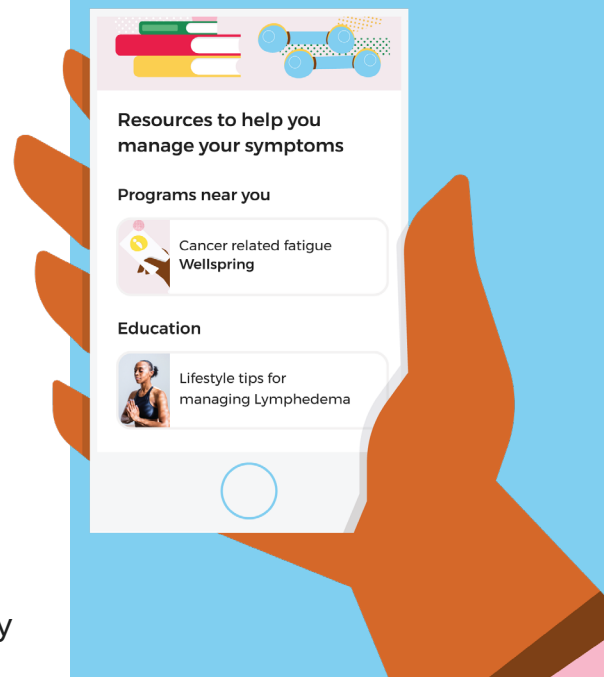 Resources to help you
manage your symptoms
Programs near you
Cancer related fatigue
Wellspring
Education
Lifestyle tips for
managing Lymphedema
y